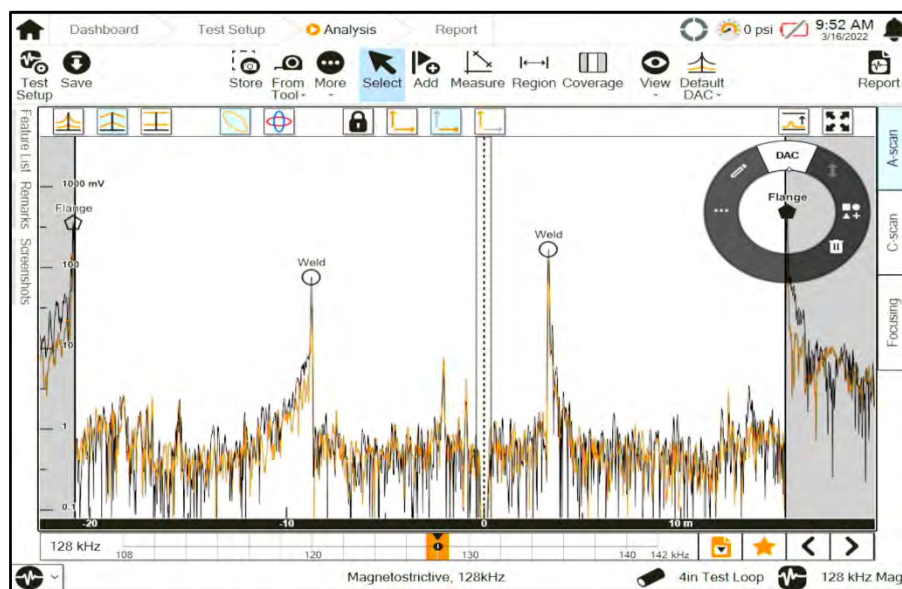 Dashboard Test Setup Analysis Report 0 psi 9:52 AM
3/16/2022
Test Setup Save Store From Tool More Select Add Measure Region Coverage View Default DAC Report
Feature List Remarks Screenshots
A-scan
C-scan
Focusing
DAC
Flange
1000 mV
Flange
Weld
Weld
100
10
1
0.1
-20 -10 0 10 m
128 kHz 108 120 130 140 142 kHz
Magnetostrictive, 128kHz 4in Test Loop 128 kHz Mag